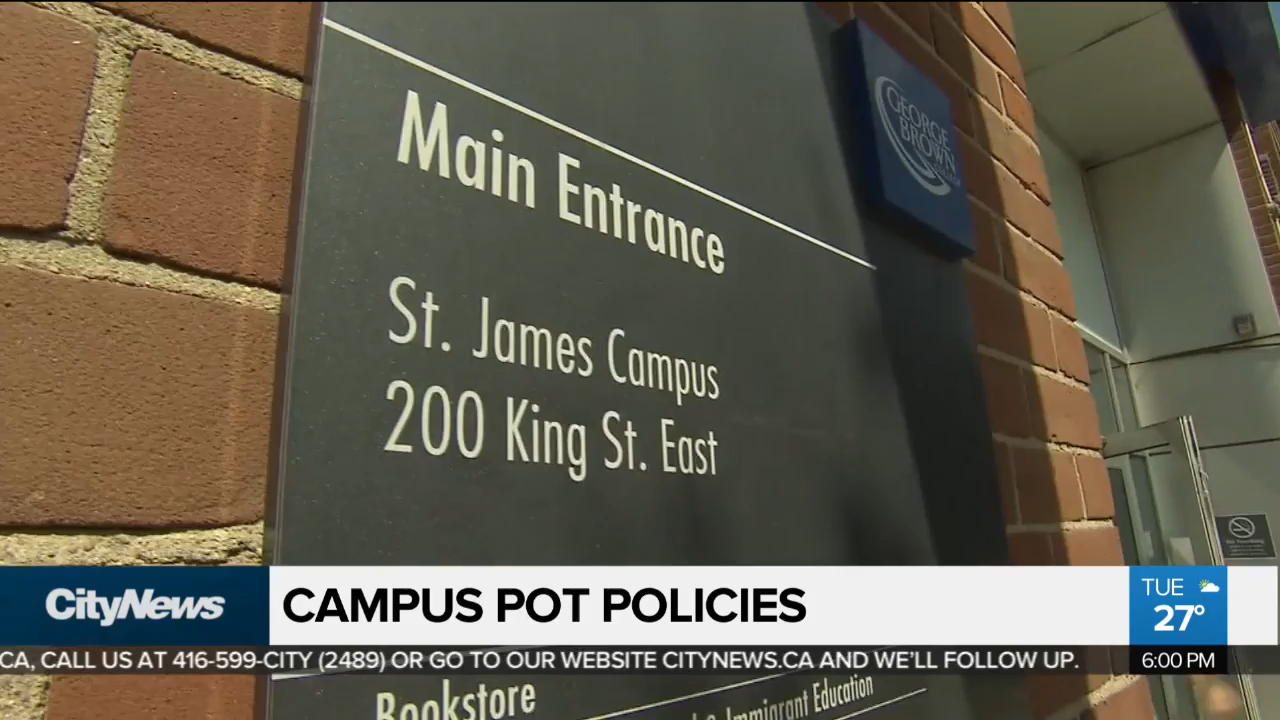 Main Entrance
GEORGE
BROWN
St. James Campus
200 King St. East
CityNews
CAMPUS POT POLICIES
TUE
27°
CA, CALL US AT 416-599-CITY (2489) OR GO TO OUR WEBSITE CITYNEWS.CA AND WE'LL FOLLOW UP.
6:00 PM
Bookstore
Immigrant Education